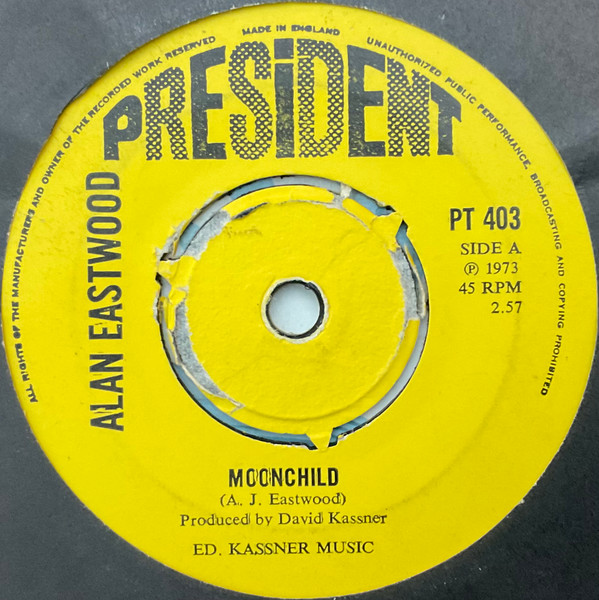 ALL RIGHTS OF THE MANUFACTURERS AND OWNER OF THE RECORDED WORK RESERVED
MADE IN ENGLAND
UNAUTHORIZED PUBLIC PERFORMANCE, BROADCASTING AND COPYING PROHIBITED
PRESiDENT
ALAN EASTWOOD
PT 403
SIDE A
℗ 1973
45 RPM
2.57
MOONCHILD
(A. J. Eastwood)
Produced by David Kassner
ED. KASSNER MUSIC